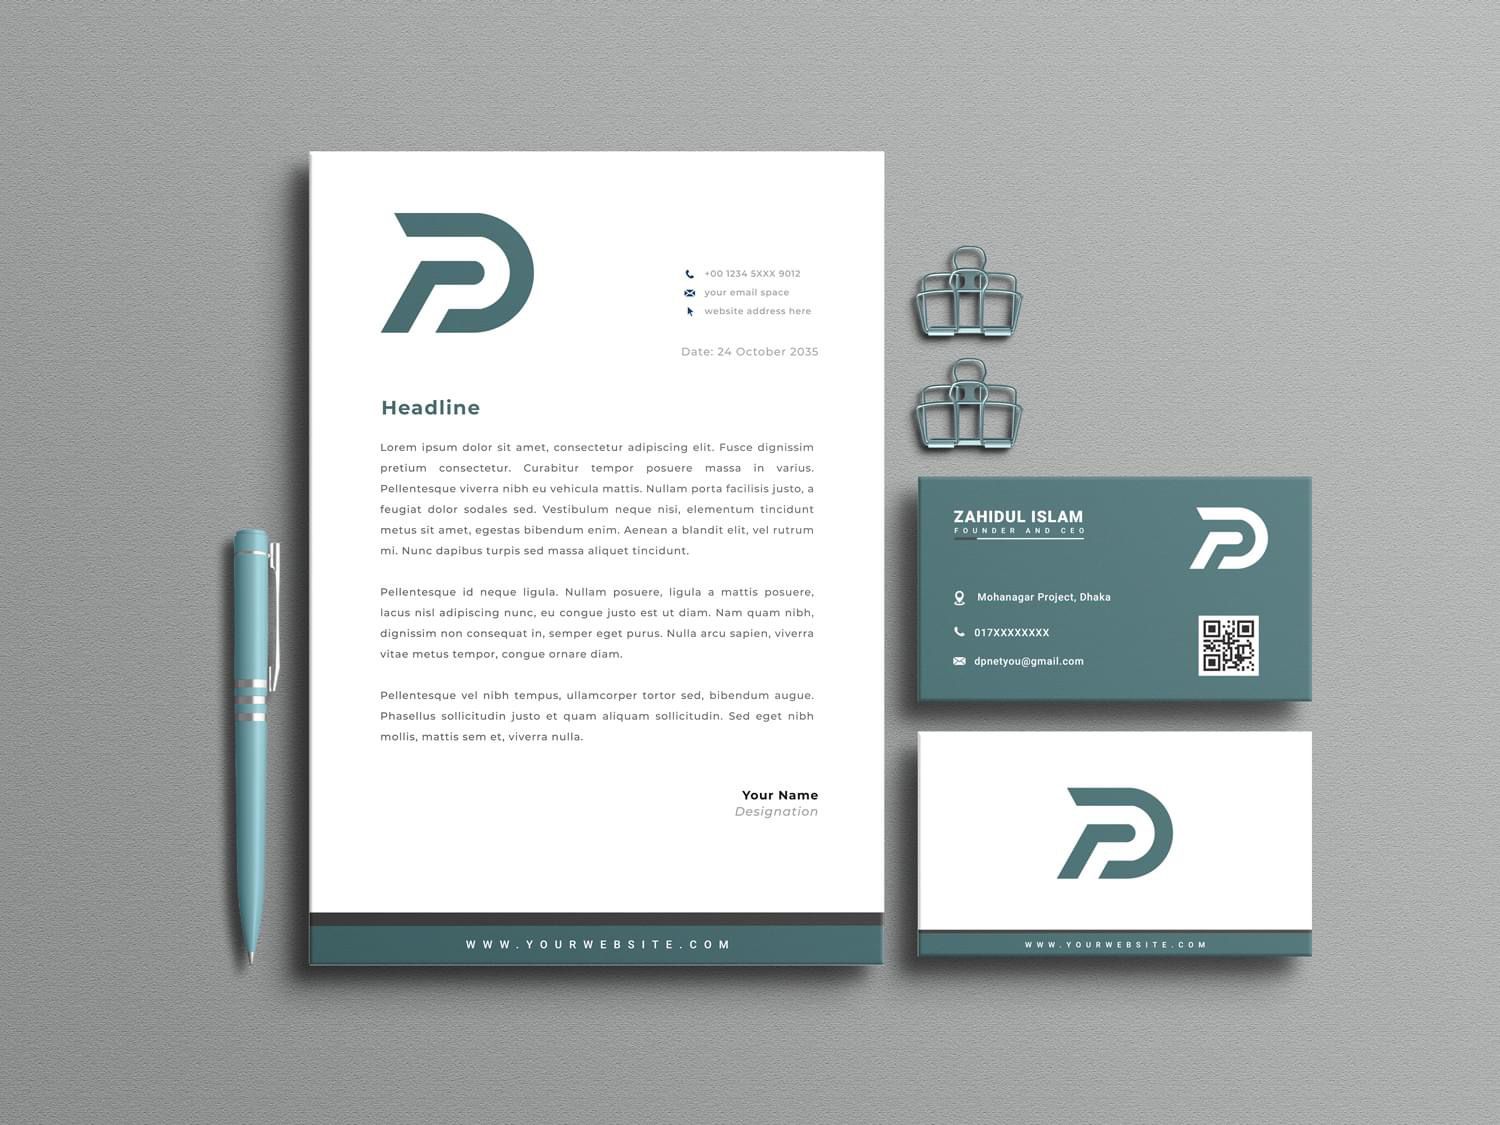 +00 1234 5XXX 9012
your email space
website address here
Date: 24 October 2035
Headline
Lorem ipsum dolor sit amet, consectetur adipiscing elit. Fusce dignissim
pretium consectetur. Curabitur tempor posuere massa in varius.
Pellentesque viverra nibh eu vehicula mattis. Nullam porta facilisis justo, a
feugiat dolor sodales sed. Vestibulum neque nisi, elementum tincidunt
metus sit amet, egestas bibendum enim. Aenean a blandit elit, vel rutrum
mi. Nunc dapibus turpis sed massa aliquet tincidunt.
Pellentesque id neque ligula. Nullam posuere, ligula a mattis posuere,
lacus nisl adipiscing nunc, eu congue justo est ut diam. Nam quam nibh,
dignissim non consequat in, semper eget purus. Nulla arcu sapien, viverra
vitae metus tempor, congue ornare diam.
Pellentesque vel nibh tempus, ullamcorper tortor sed, bibendum augue.
Phasellus sollicitudin justo et quam aliquam sollicitudin. Sed eget nibh
mollis, mattis sem et, viverra nulla.
Your Name
Designation
WWW.YOURWEBSITE.COM
ZAHIDUL ISLAM
FOUNDER AND CEO
Mohanagar Project, Dhaka
017XXXXXXXX
dpnetyou@gmail.com
WWW.YOURWEBSITE.COM